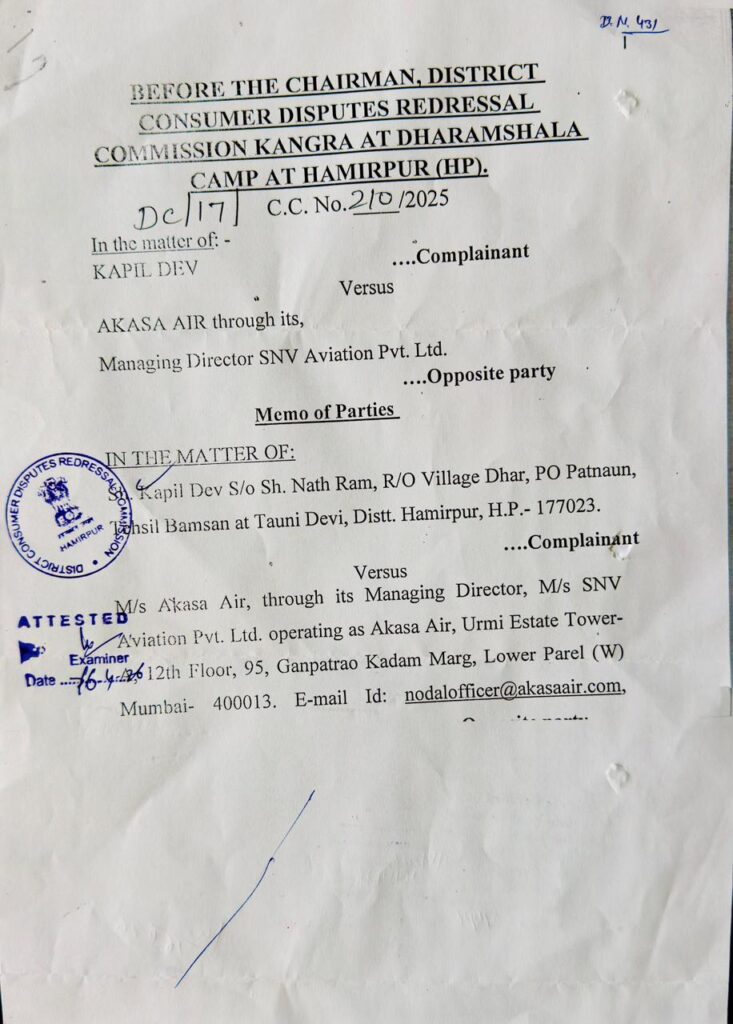 D.N. 431
1
BEFORE THE CHAIRMAN, DISTRICT
CONSUMER DISPUTES REDRESSAL
COMMISSION KANGRA AT DHARAMSHALA
CAMP AT HAMIRPUR (HP).
DC/17/ C.C. No.210/2025
In the matter of: -
KAPIL DEV ....Complainant
Versus
AKASA AIR through its,
Managing Director SNV Aviation Pvt. Ltd.
....Opposite party
Memo of Parties
IN THE MATTER OF:
Sh. Kapil Dev S/o Sh. Nath Ram, R/O Village Dhar, PO Patnaun,
Tehsil Bamsan at Tauni Devi, Distt. Hamirpur, H.P.- 177023.
....Complainant
DISTRICT CONSUMER DISPUTES REDRESSAL COMMISSION
HAMIRPUR
Versus
M/s Akasa Air, through its Managing Director, M/s SNV
Aviation Pvt. Ltd. operating as Akasa Air, Urmi Estate Tower-
A, 12th Floor, 95, Ganpatrao Kadam Marg, Lower Parel (W)
Mumbai- 400013. E-mail Id: nodalofficer@akasaair.com,
ATTESTED
Examiner
Date ....16-4-26